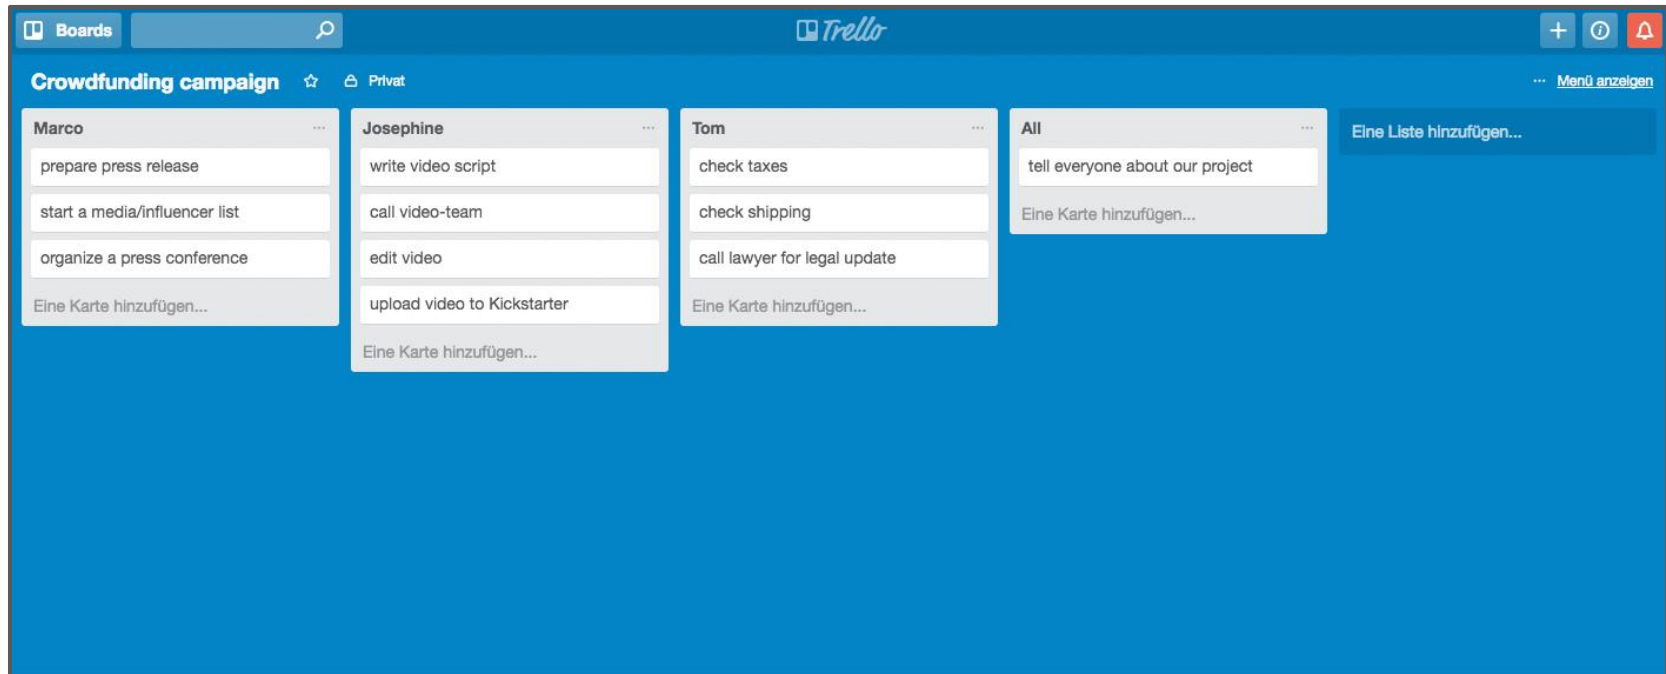 Boards
Trello
Crowdfunding campaign
Privat
... Menü anzeigen
Marco ...
prepare press release
start a media/influencer list
organize a press conference
Eine Karte hinzufügen...
Josephine ...
write video script
call video-team
edit video
upload video to Kickstarter
Eine Karte hinzufügen...
Tom ...
check taxes
check shipping
call lawyer for legal update
Eine Karte hinzufügen...
All ...
tell everyone about our project
Eine Karte hinzufügen...
Eine Liste hinzufügen...